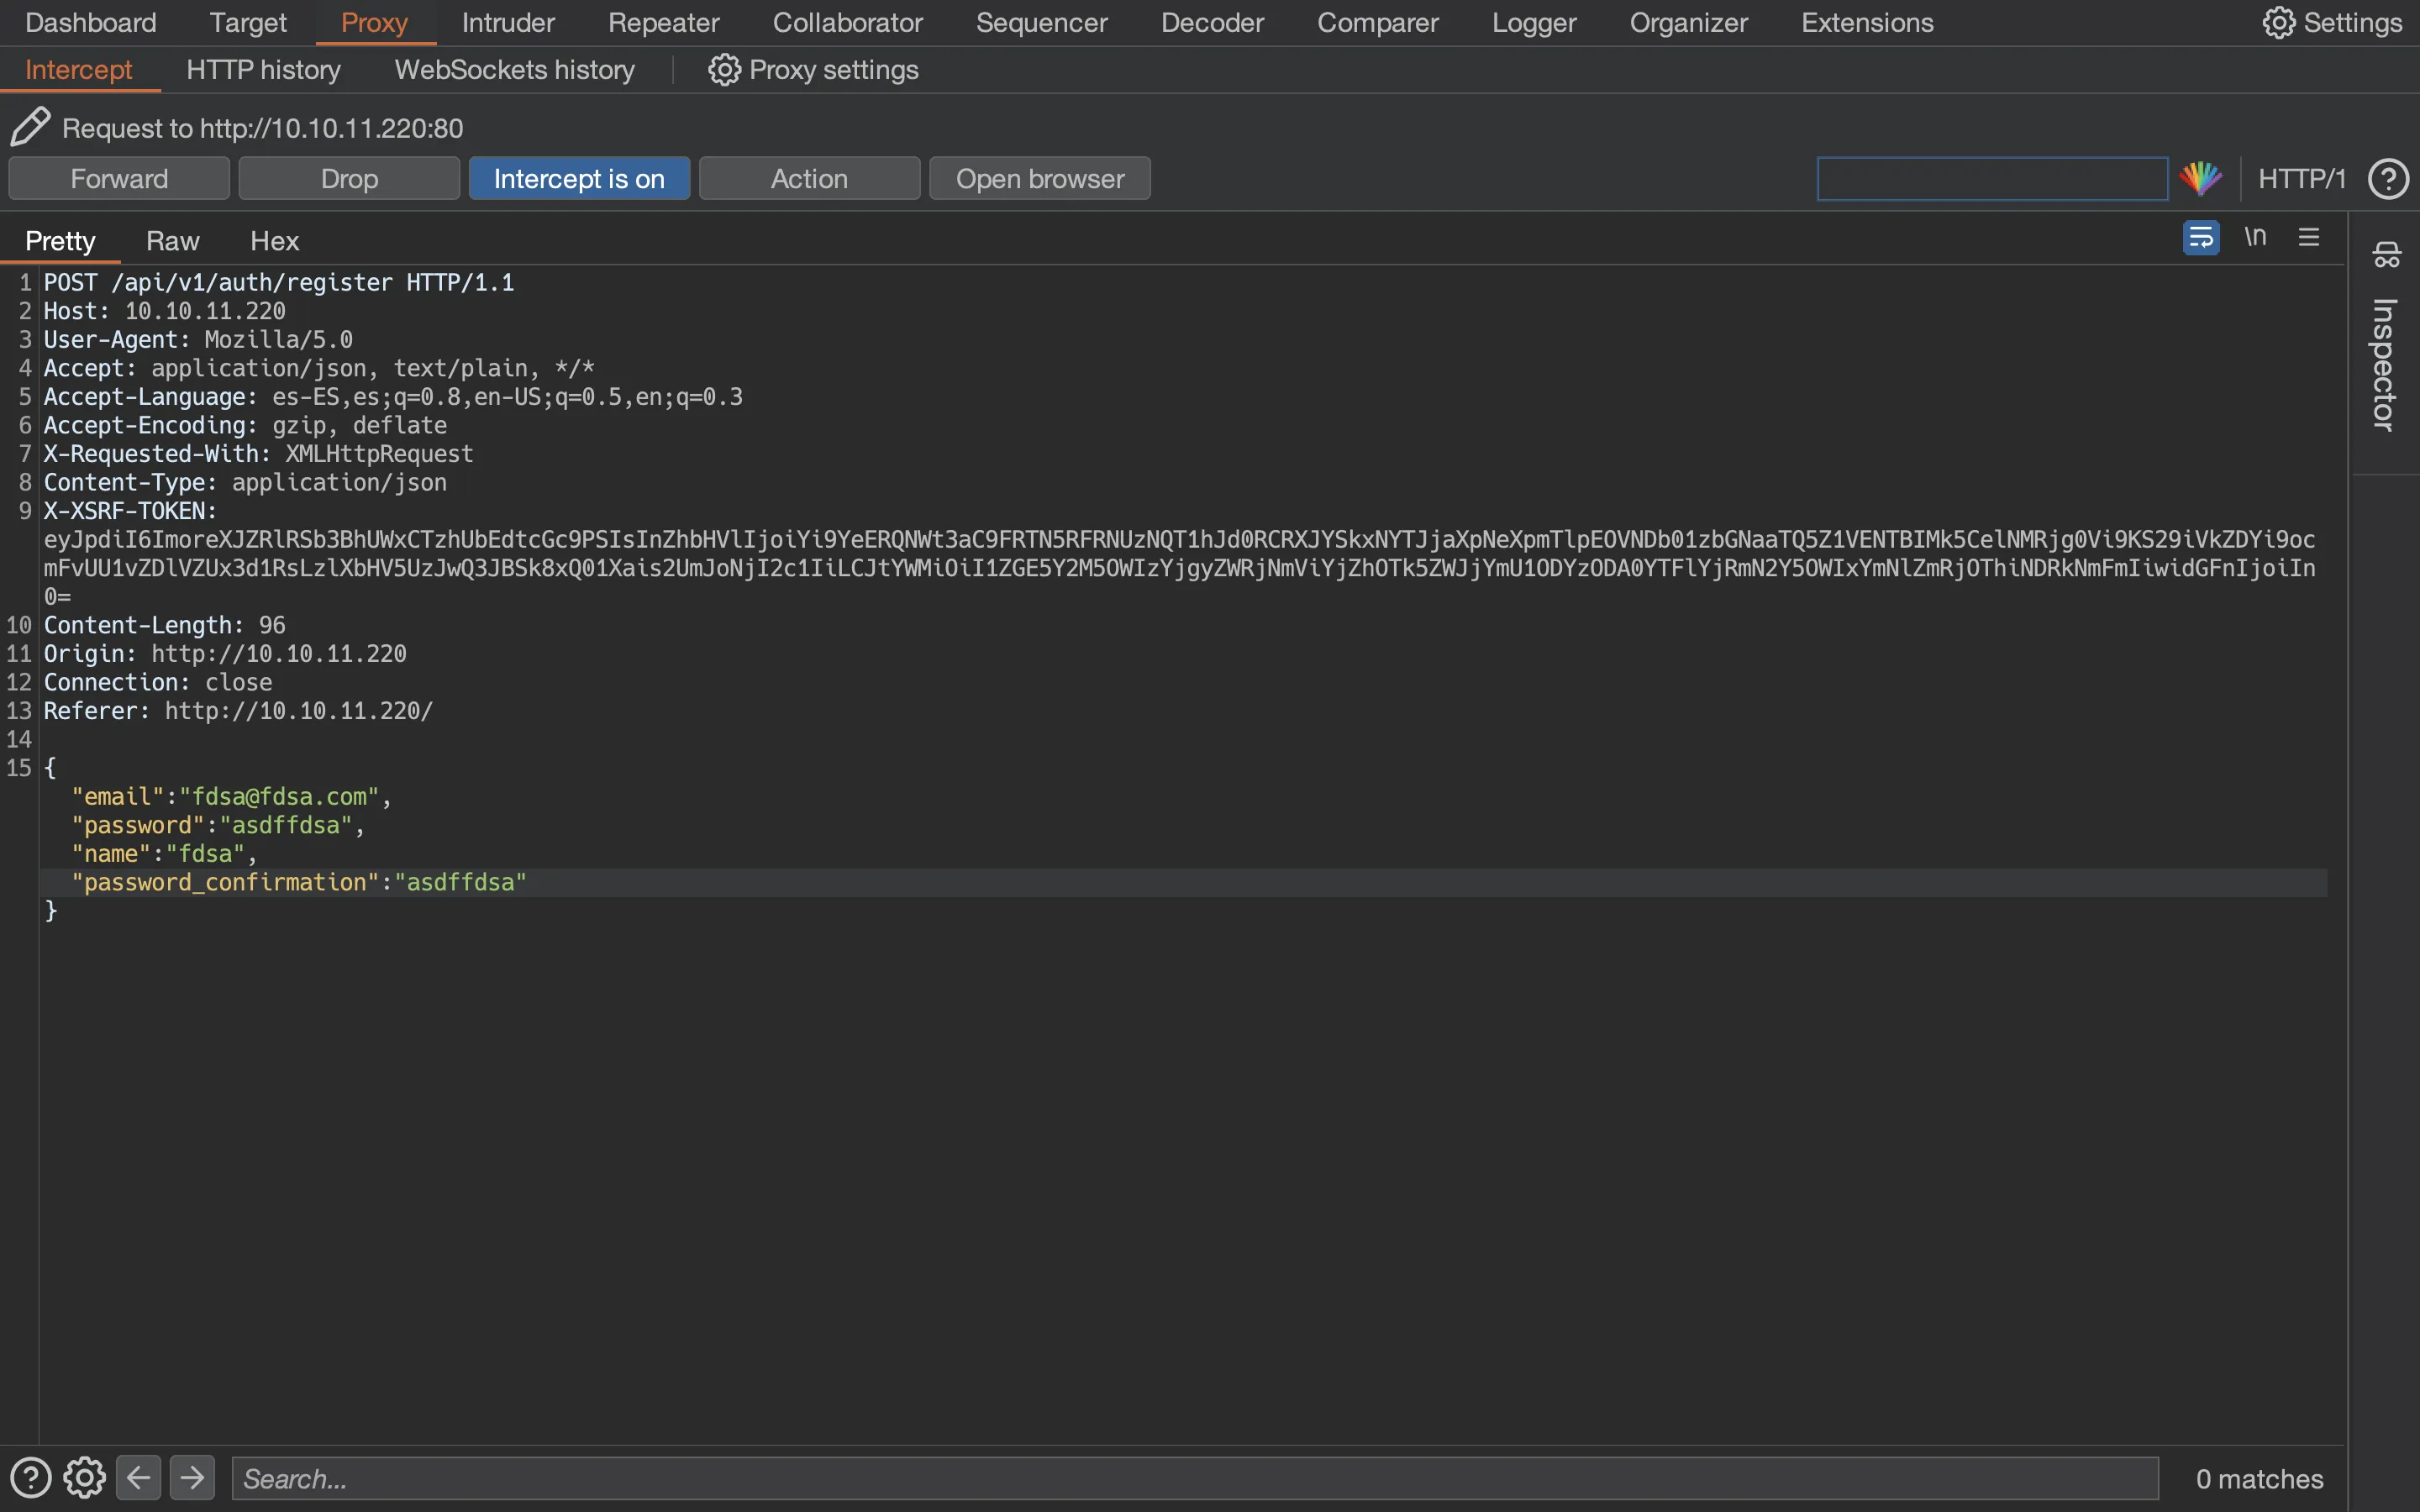 Dashboard Target Proxy Intruder Repeater Collaborator Sequencer Decoder Comparer Logger Organizer Extensions Settings
Intercept HTTP history WebSockets history Proxy settings
Request to http://10.10.11.220:80
Forward Drop Intercept is on Action Open browser HTTP/1 ?
Pretty Raw Hex \n
1 POST /api/v1/auth/register HTTP/1.1
2 Host: 10.10.11.220
3 User-Agent: Mozilla/5.0
4 Accept: application/json, text/plain, */*
5 Accept-Language: es-ES,es;q=0.8,en-US;q=0.5,en;q=0.3
6 Accept-Encoding: gzip, deflate
7 X-Requested-With: XMLHttpRequest
8 Content-Type: application/json
9 X-XSRF-TOKEN:
eyJpdiI6ImoreXJZRlRSb3BhUWxCTzhUbEdtcGc9PSIsInZhbHVlIjoiYi9YeERQNWt3aC9FRTN5RFRNUzNQT1hJd0RCRXJYSkxNYTJjaXpNeXpmTlpEOVNDb01zbGNaaTQ5Z1VENTBIMk5CelNMRjg0Vi9KS29iVkZDYi9oc
mFvUU1vZDlVZUx3d1RsLzlXbHV5UzJwQ3JBSk8xQ01Xais2UmJoNjI2c1IiLCJtYWMiOiI1ZGE5Y2M5OWIzYjgyZWRjNmViYjZhOTk5ZWJjYmU1ODYzODA0YTFlYjRmN2Y5OWIxYmNlZmRjOThiNDRkNmFmIiwidGFnIjoiIn
0=
10 Content-Length: 96
11 Origin: http://10.10.11.220
12 Connection: close
13 Referer: http://10.10.11.220/
14
15 {
"email":"fdsa@fdsa.com",
"password":"asdffdsa",
"name":"fdsa",
"password_confirmation":"asdffdsa"
}
Inspector
? Search... 0 matches